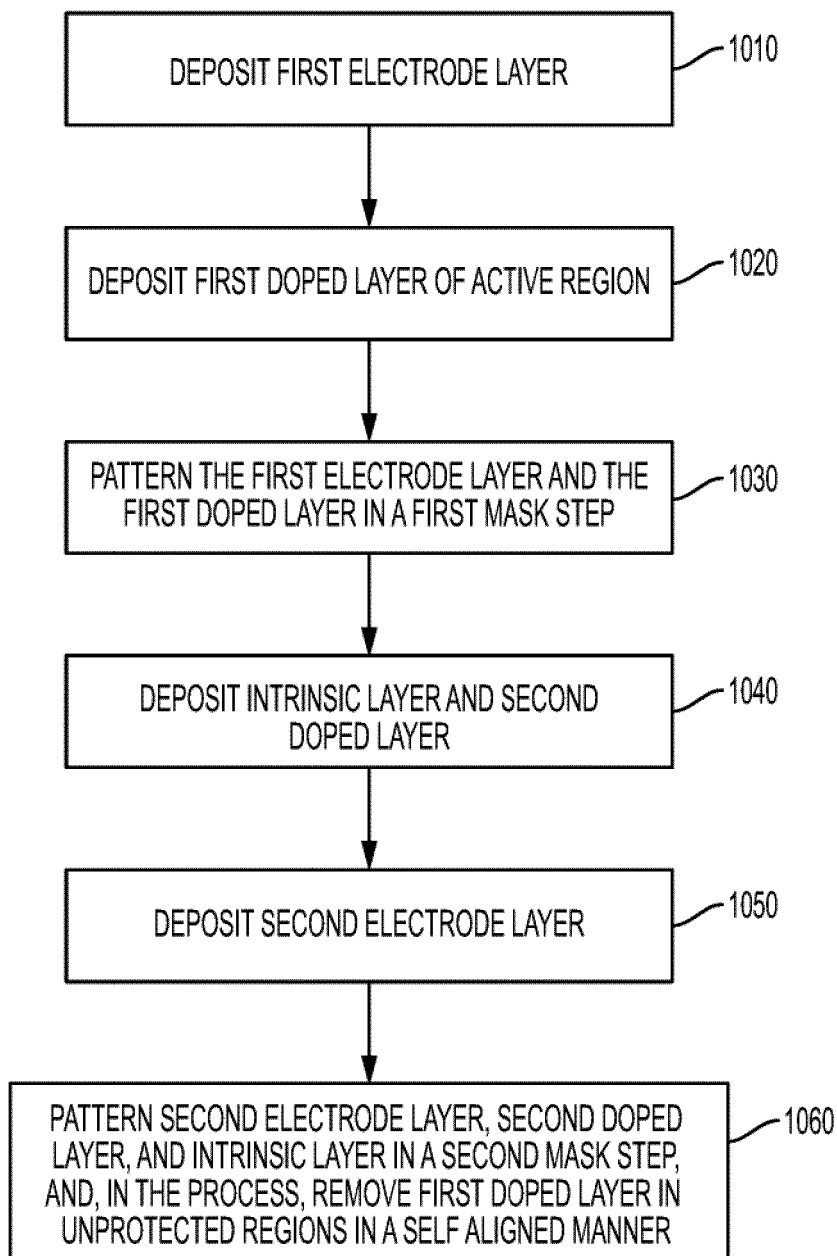 DEPOSIT FIRST ELECTRODE LAYER
1010
DEPOSIT FIRST DOPED LAYER OF ACTIVE REGION
1020
PATTERN THE FIRST ELECTRODE LAYER AND THE
FIRST DOPED LAYER IN A FIRST MASK STEP
1030
DEPOSIT INTRINSIC LAYER AND SECOND
DOPED LAYER
1040
DEPOSIT SECOND ELECTRODE LAYER
1050
PATTERN SECOND ELECTRODE LAYER, SECOND DOPED
LAYER, AND INTRINSIC LAYER IN A SECOND MASK STEP,
AND, IN THE PROCESS, REMOVE FIRST DOPED LAYER IN
UNPROTECTED REGIONS IN A SELF ALIGNED MANNER
1060